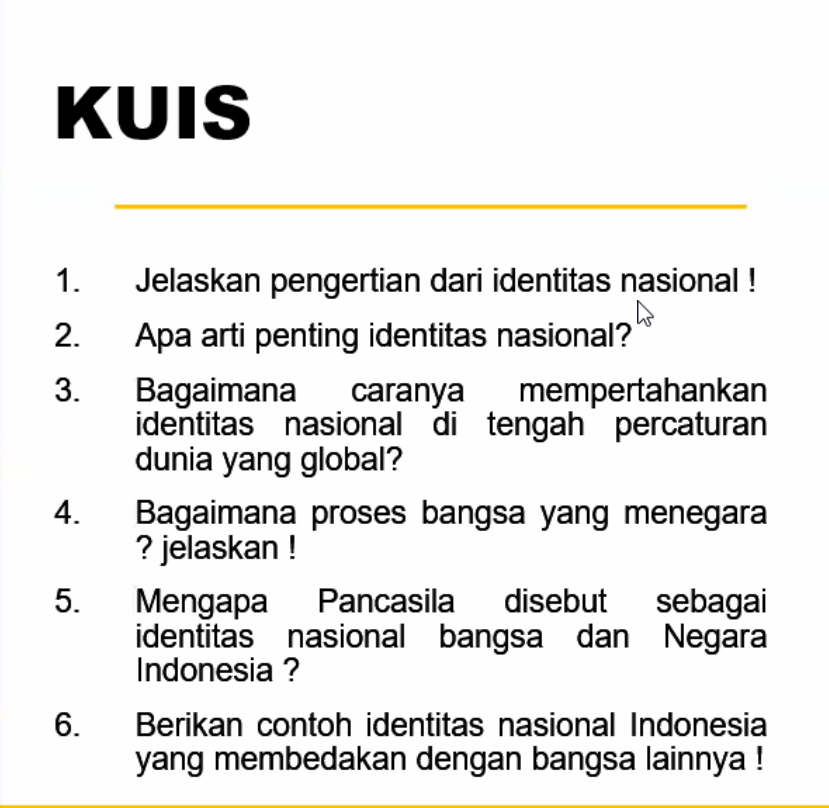 KUIS
1. Jelaskan pengertian dari identitas nasional !
2. Apa arti penting identitas nasional?
3. Bagaimana caranya mempertahankan
identitas nasional di tengah percaturan
dunia yang global?
4. Bagaimana proses bangsa yang menegara
? jelaskan !
5. Mengapa Pancasila disebut sebagai
identitas nasional bangsa dan Negara
Indonesia ?
6. Berikan contoh identitas nasional Indonesia
yang membedakan dengan bangsa lainnya !